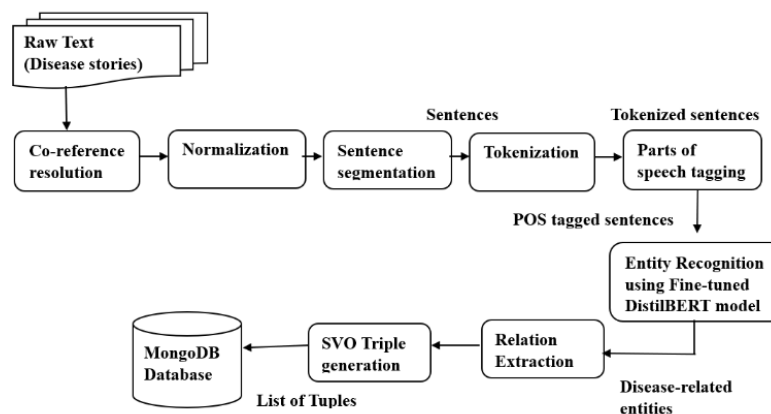 Raw Text
(Disease stories)
Sentences
Tokenized sentences
Co-reference
resolution
Normalization
Sentence
segmentation
Tokenization
Parts of
speech tagging
POS tagged sentences
Entity Recognition
using Fine-tuned
DistilBERT model
MongoDB
Database
SVO Triple
generation
Relation
Extraction
List of Tuples
Disease-related
entities